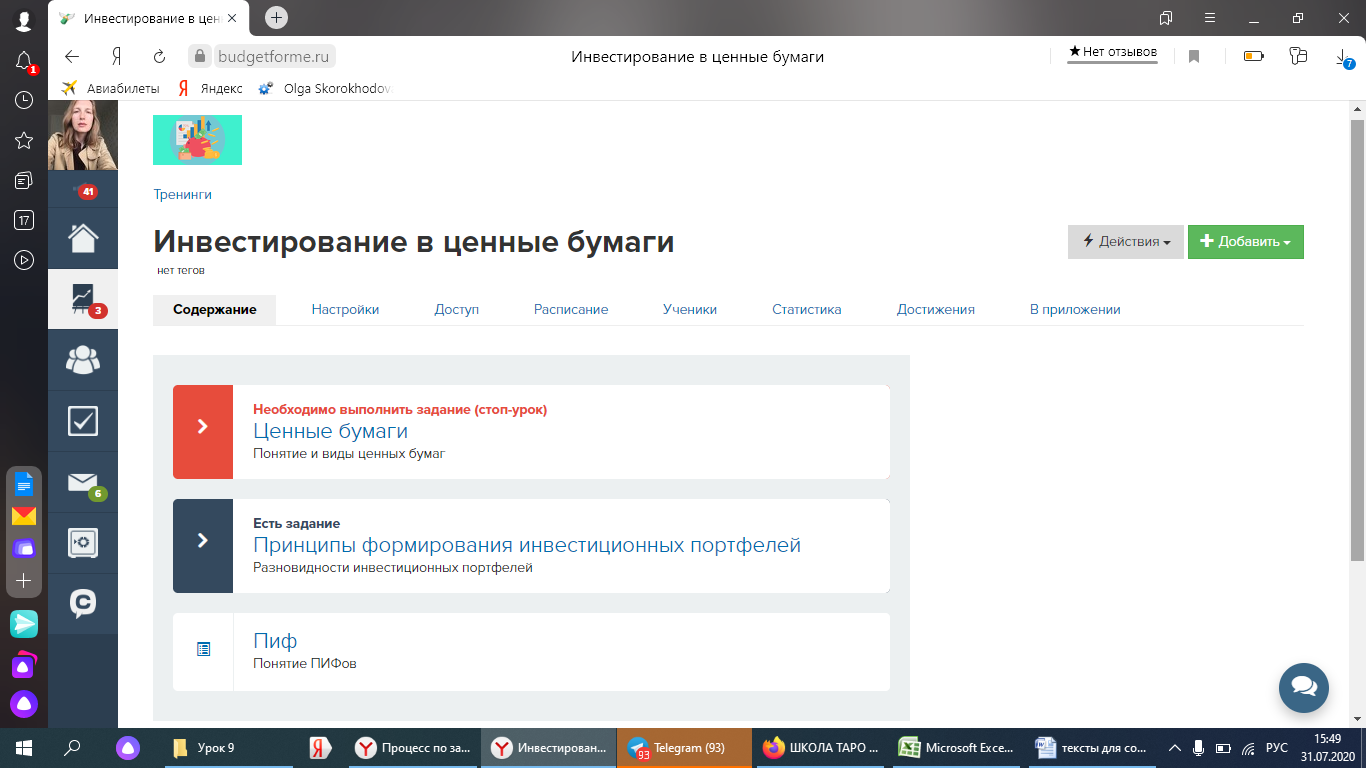 Инвестирование в цен
budgetforme.ru
Инвестирование в ценные бумаги
★Нет отзывов
7
1
Авиабилеты
Яндекс
Olga Skorokhodov
17
41
3
6
Тренинги
Инвестирование в ценные бумаги
нет тегов
Действия
Добавить
Содержание
Настройки
Доступ
Расписание
Ученики
Статистика
Достижения
В приложении
Необходимо выполнить задание (стоп-урок)
Ценные бумаги
Понятие и виды ценных бумаг
Есть задание
Принципы формирования инвестиционных портфелей
Разновидности инвестиционных портфелей
Пиф
Понятие ПИФов
Урок 9
Я
Процесс по за...
Инвестирован...
93
Telegram (93)
ШКОЛА ТАРО ...
Microsoft Exce...
тексты для со...
РУС
15:49
31.07.2020